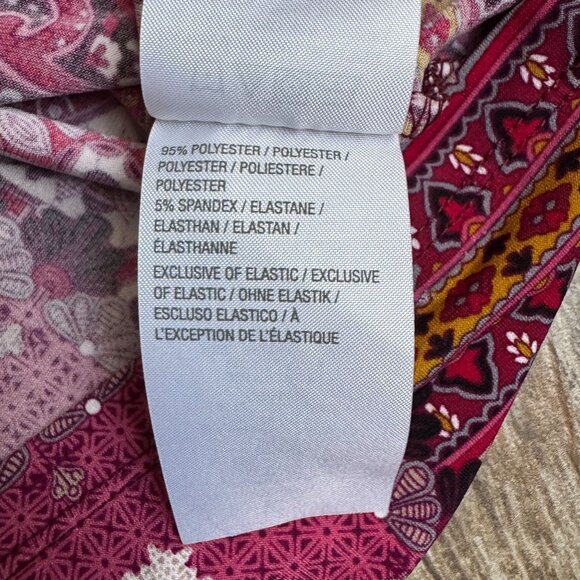 95% POLYESTER / POLYESTER /
POLYESTER / POLIESTERE /
POLYESTER
5% SPANDEX / ELASTANE /
ELASTHAN / ELASTAN /
ÉLASTHANNE
EXCLUSIVE OF ELASTIC / EXCLUSIVE
OF ELASTIC / OHNE ELASTIK /
ESCLUSO ELASTICO / À
L'EXCEPTION DE L'ÉLASTIQUE